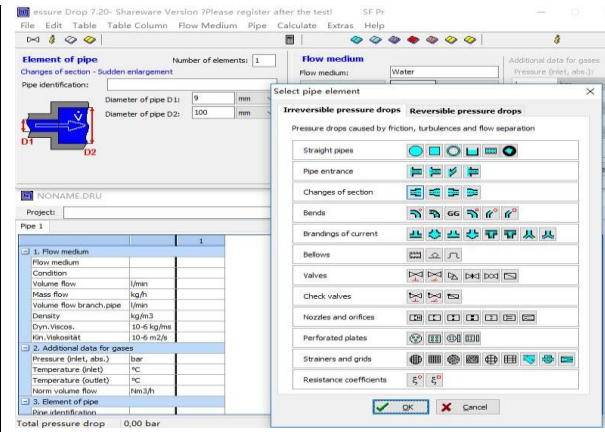 essure Drop 7.20- Shareware Version ?Please register after the test! SF Pr
File Edit Table Table Column Flow Medium Pipe Calculate Extras Help
Element of pipe
Number of elements: 1
Changes of section - Sudden enlargement
Pipe identification:
Diameter of pipe D1: 9 mm
Diameter of pipe D2: 100 mm
V
D1
D2
Flow medium
Flow medium: Water
Additional data for gases
Pressure (inlet, abs.):
NONAME.DRU
Project:
Pipe 1
1
1. Flow medium
Flow medium
Condition
Volume flow l/min
Mass flow kg/h
Volume flow branch.pipe l/min
Density kg/m3
Dyn.Viscos. 10-6 kg/ms
Kin.Viskosität 10-6 m2/s
2. Additional data for gases
Pressure (inlet, abs.) bar
Temperature (inlet) °C
Temperature (outlet) °C
Norm volume flow Nm3/h
3. Element of pipe
Pipe identification
Total pressure drop 0,00 bar
Select pipe element
Irreversible pressure drops Reversible pressure drops
Pressure drops caused by friction, turbulences and flow separation
Straight pipes
Pipe entrance
Changes of section
Bends GG
Brandings of current
Bellows
Valves
Check valves
Nozzles and orifices
Perforated plates
Strainers and grids
Resistance coefficients ξ° ξ°
OK Cancel